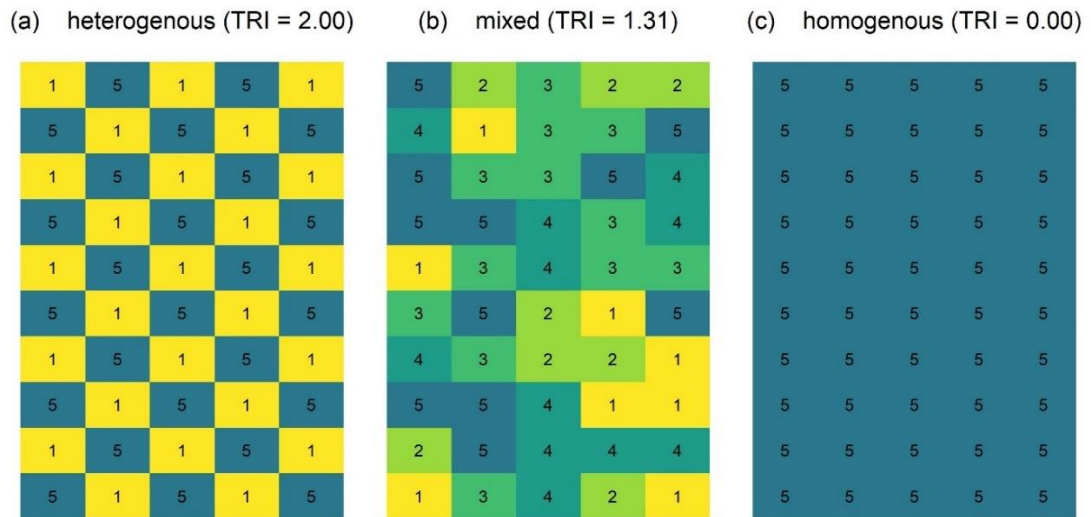 (a) heterogenous (TRI = 2.00) (b) mixed (TRI = 1.31) (c) homogenous (TRI = 0.00)
1 5 1 5 1 5 2 3 2 2 5 5 5 5 5
5 1 5 1 5 4 1 3 3 5 5 5 5 5 5
1 5 1 5 1 5 3 3 5 4 5 5 5 5 5
5 1 5 1 5 5 5 4 3 4 5 5 5 5 5
1 5 1 5 1 1 3 4 3 3 5 5 5 5 5
5 1 5 1 5 3 5 2 1 5 5 5 5 5 5
1 5 1 5 1 4 3 2 2 1 5 5 5 5 5
5 1 5 1 5 5 5 4 1 1 5 5 5 5 5
1 5 1 5 1 2 5 4 4 4 5 5 5 5 5
5 1 5 1 5 1 3 4 2 1 5 5 5 5 5